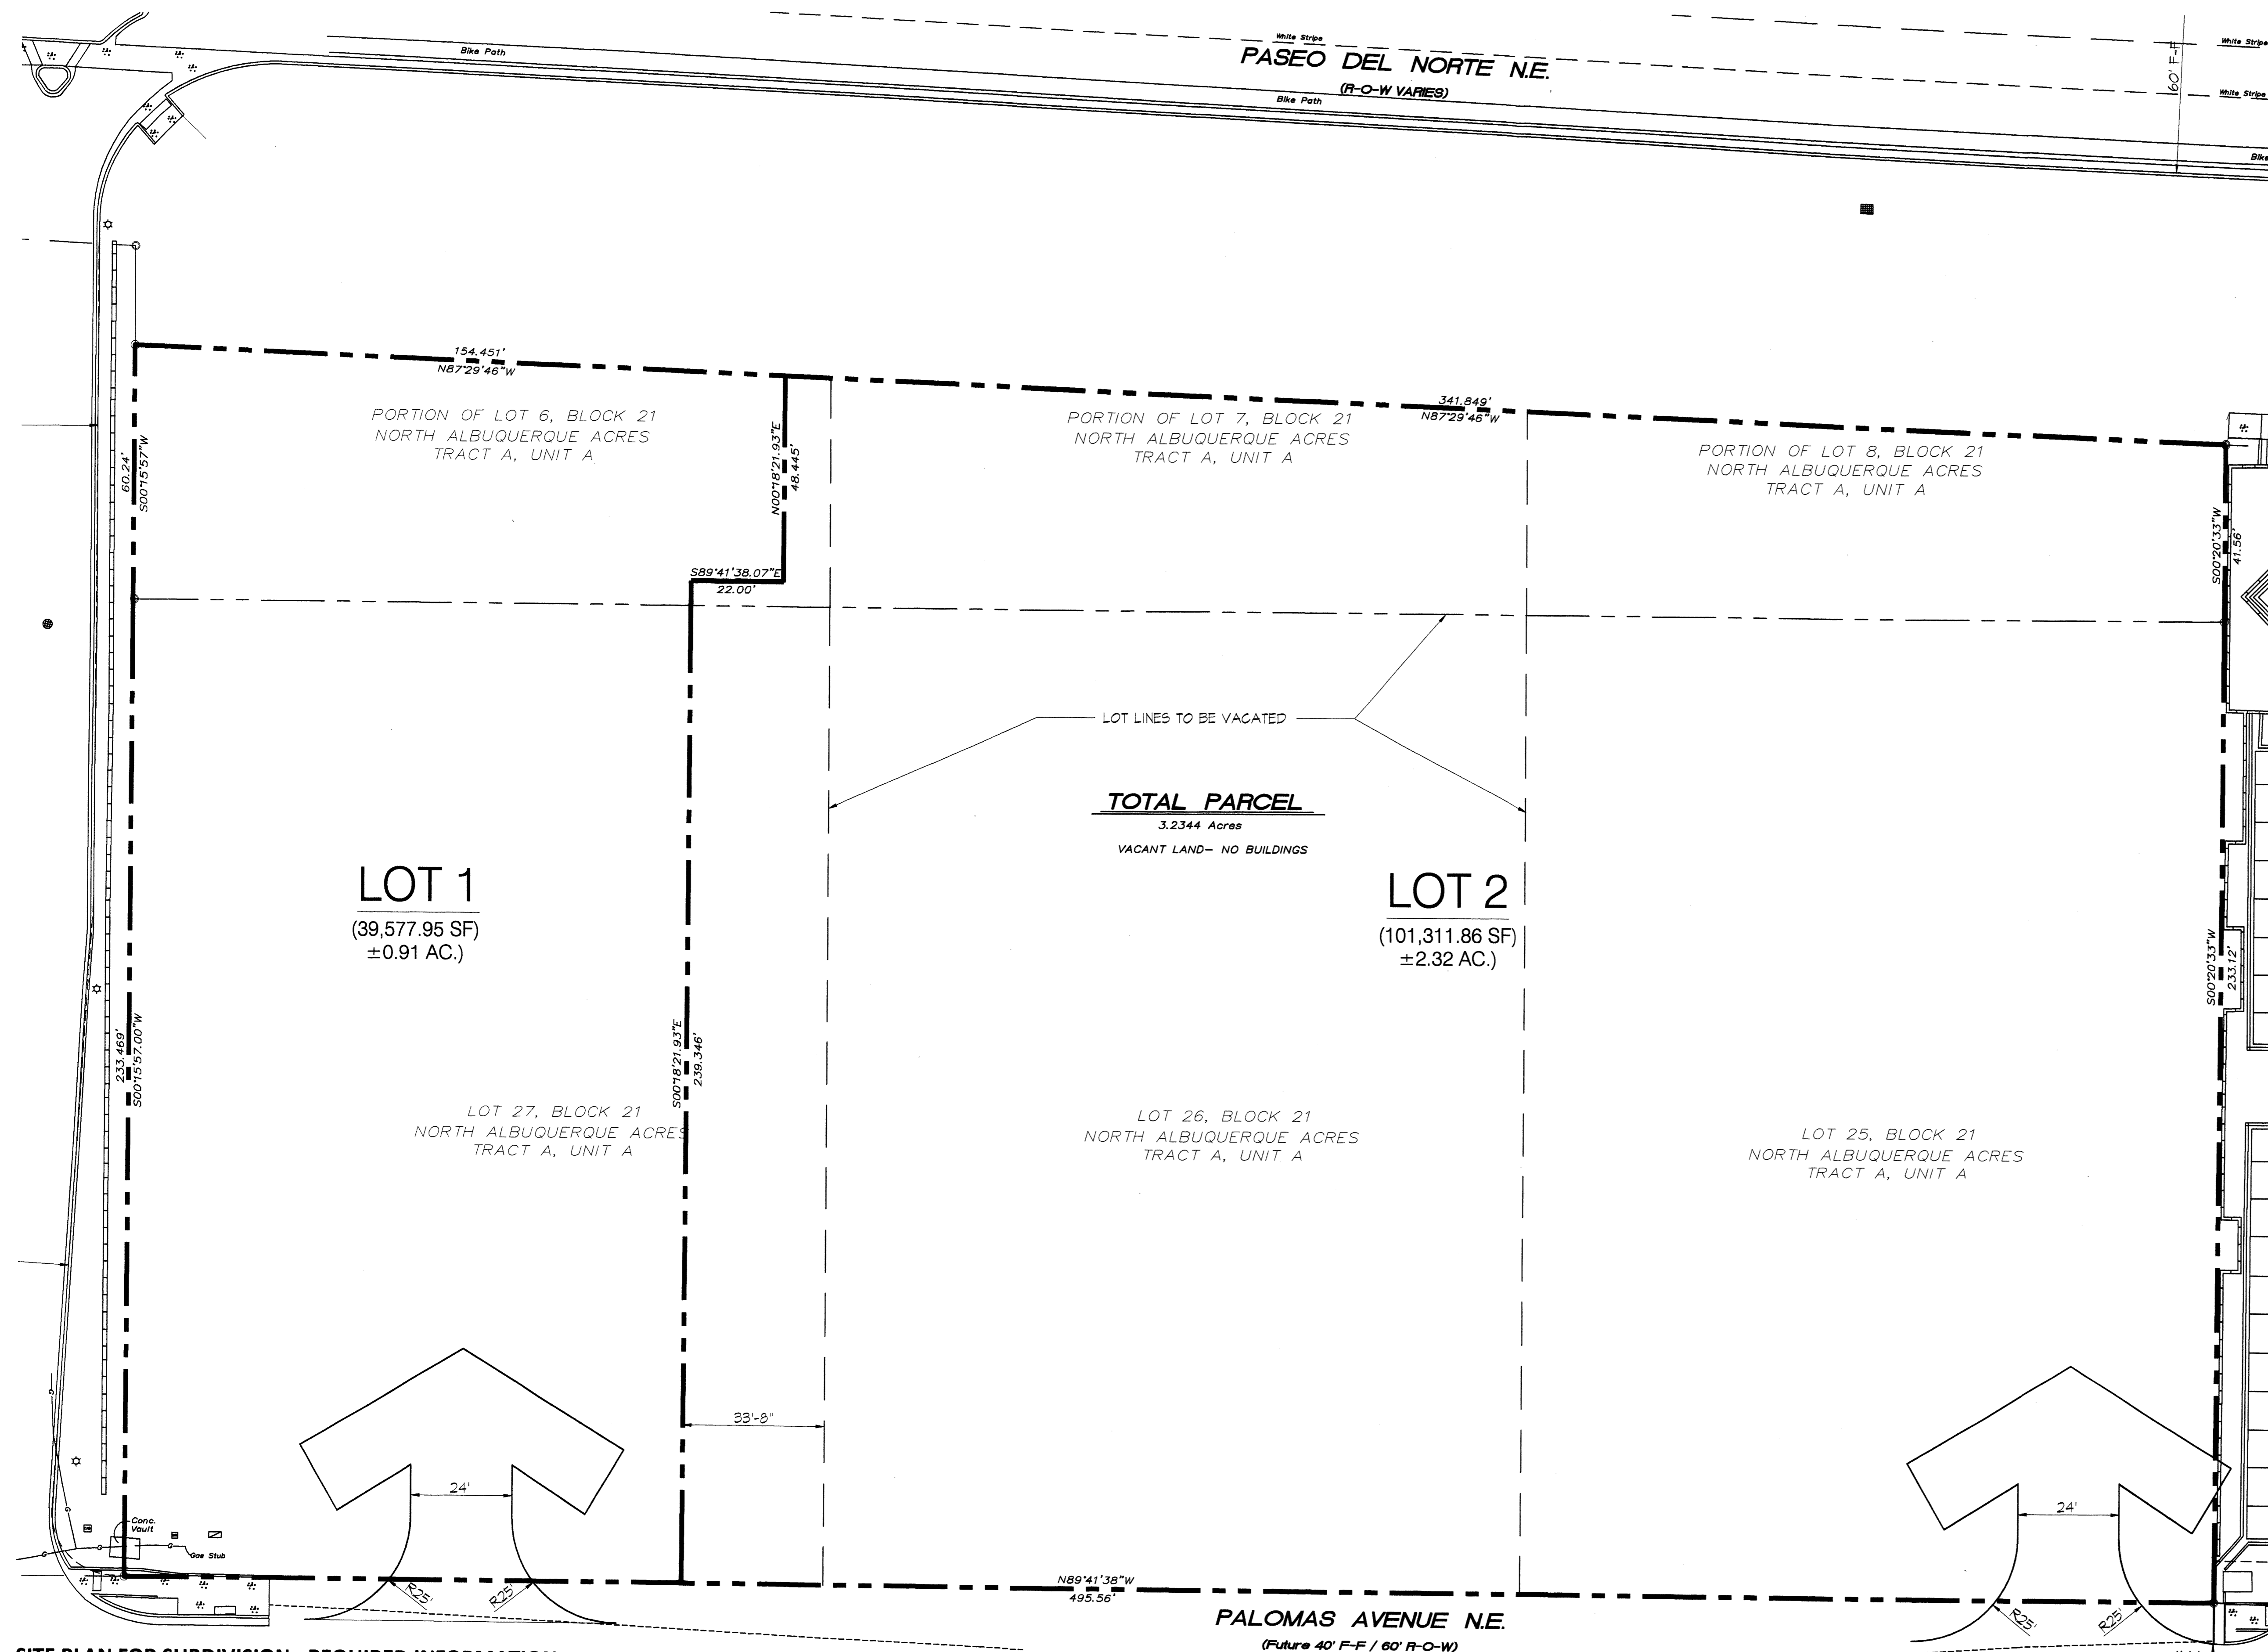 White Stripe
White Stripe
Bike Path
PASEO DEL NORTE N.E.
60' F-F
(R-O-W VARIES)
White Stripe
Bike Path
154.451'
N87°29'46"W
341.849'
N87°29'46"W
PORTION OF LOT 6, BLOCK 21
NORTH ALBUQUERQUE ACRES
TRACT A, UNIT A
PORTION OF LOT 7, BLOCK 21
NORTH ALBUQUERQUE ACRES
TRACT A, UNIT A
PORTION OF LOT 8, BLOCK 21
NORTH ALBUQUERQUE ACRES
TRACT A, UNIT A
60.24'
S00°15'57"W
N00°18'21.93"E
48.445'
S00°20'33"W
41.56'
S89°41'38.07"E
22.00'
LOT LINES TO BE VACATED
TOTAL PARCEL
3.2344 Acres
VACANT LAND- NO BUILDINGS
LOT 1
(39,577.95 SF)
±0.91 AC.)
LOT 2
(101,311.86 SF)
±2.32 AC.)
S00°20'33"W
233.12'
233.469'
S00°15'57.00"W
S00°18'21.93"E
239.346'
LOT 27, BLOCK 21
NORTH ALBUQUERQUE ACRES
TRACT A, UNIT A
LOT 26, BLOCK 21
NORTH ALBUQUERQUE ACRES
TRACT A, UNIT A
LOT 25, BLOCK 21
NORTH ALBUQUERQUE ACRES
TRACT A, UNIT A
33'-8"
24'
24'
Conc.
Vault
G
G
G
G
G
Gas Stub
R25'
R25'
R25'
R25'
N89°41'38"W
495.56'
PALOMAS AVENUE N.E.
(Future 40' F-F / 60' R-O-W)